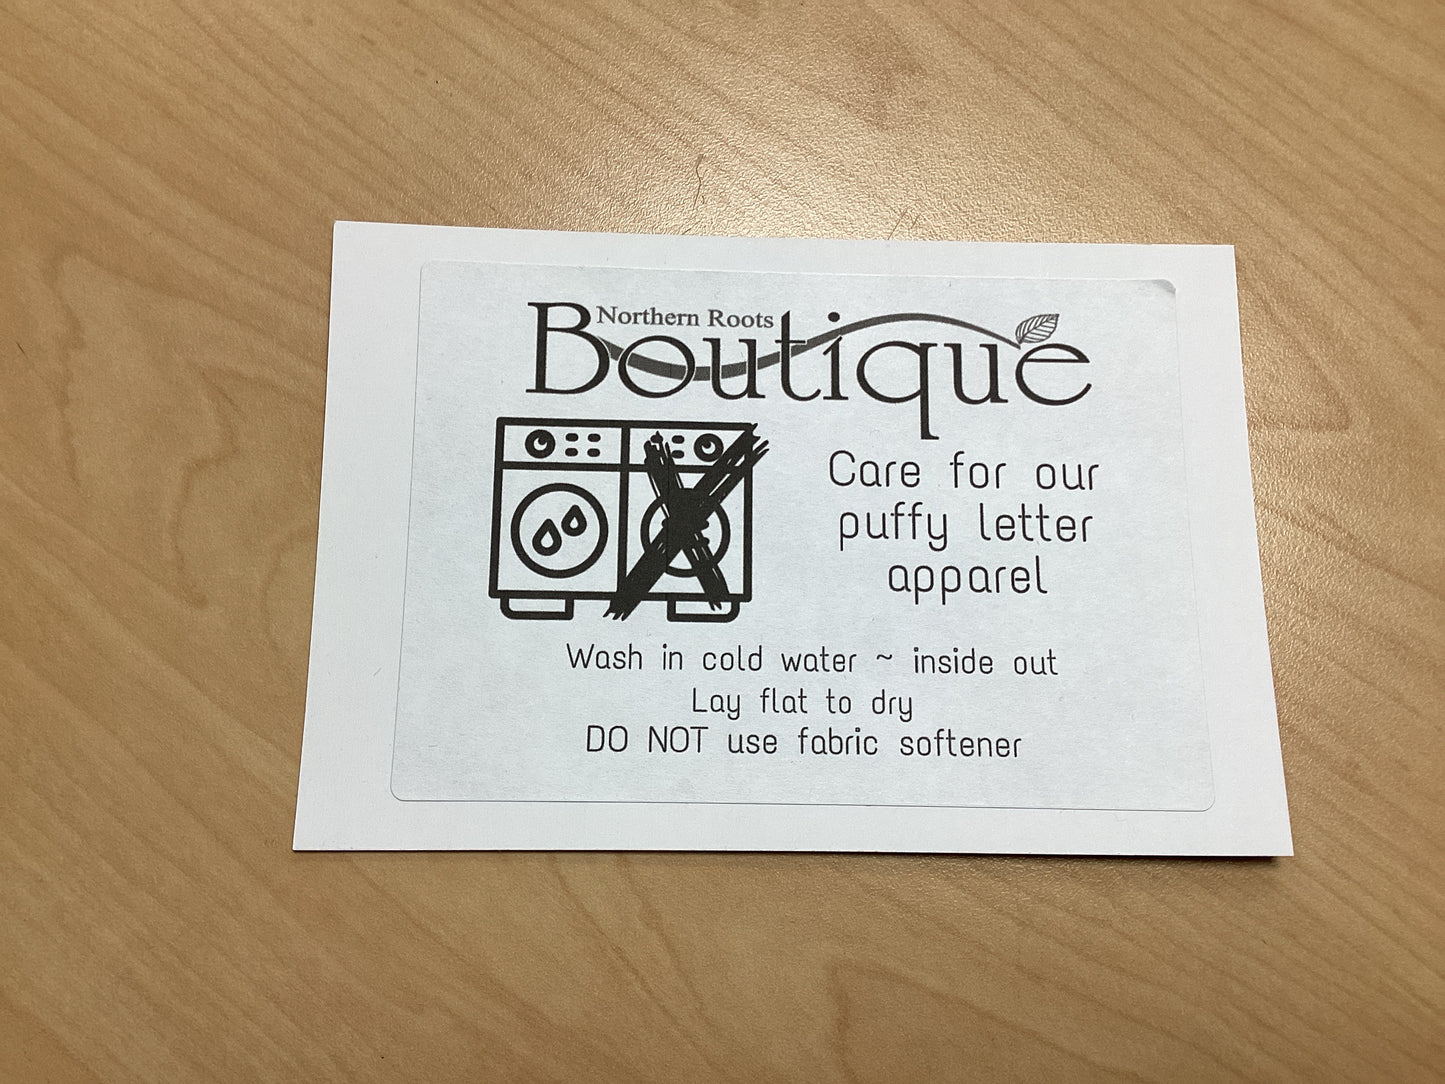 Northern Roots
Boutique
Care for our
puffy letter
apparel
Wash in cold water ~ inside out
Lay flat to dry
DO NOT use fabric softener